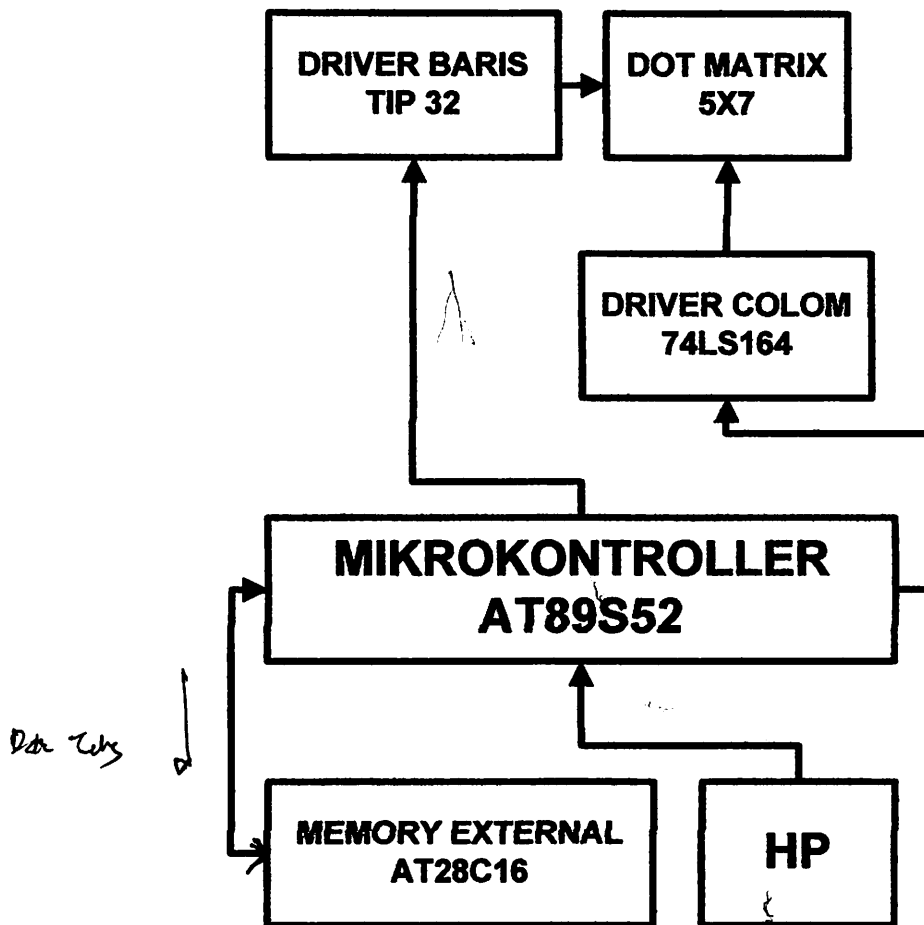 DRIVER BARIS
TIP 32
DOT MATRIX
5X7
DRIVER COLOM
74LS164
MIKROKONTROLLER
AT89S52
MEMORY EXTERNAL
AT28C16
HP